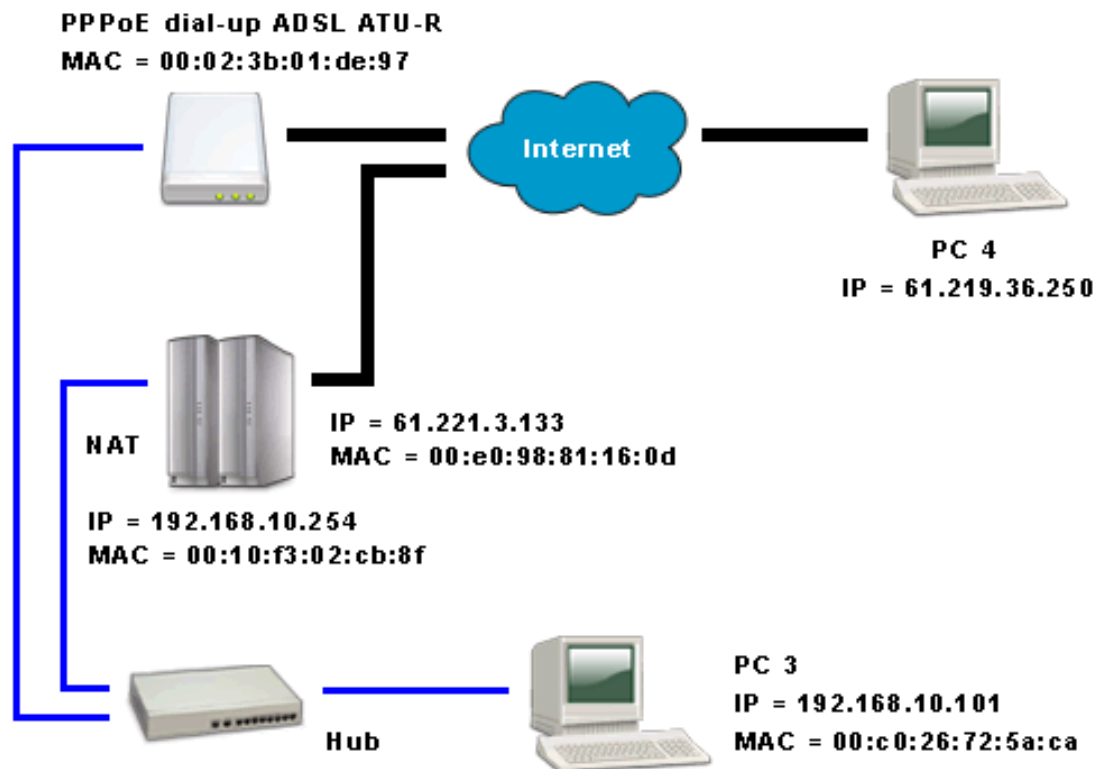 PPPoE dial-up ADSL ATU-R
MAC = 00:02:3b:01:de:97
Internet
PC 4
IP = 61.219.36.250
NAT
IP = 61.221.3.133
MAC = 00:e0:98:81:16:0d
IP = 192.168.10.254
MAC = 00:10:f3:02:cb:8f
Hub
PC 3
IP = 192.168.10.101
MAC = 00:c0:26:72:5a:ca